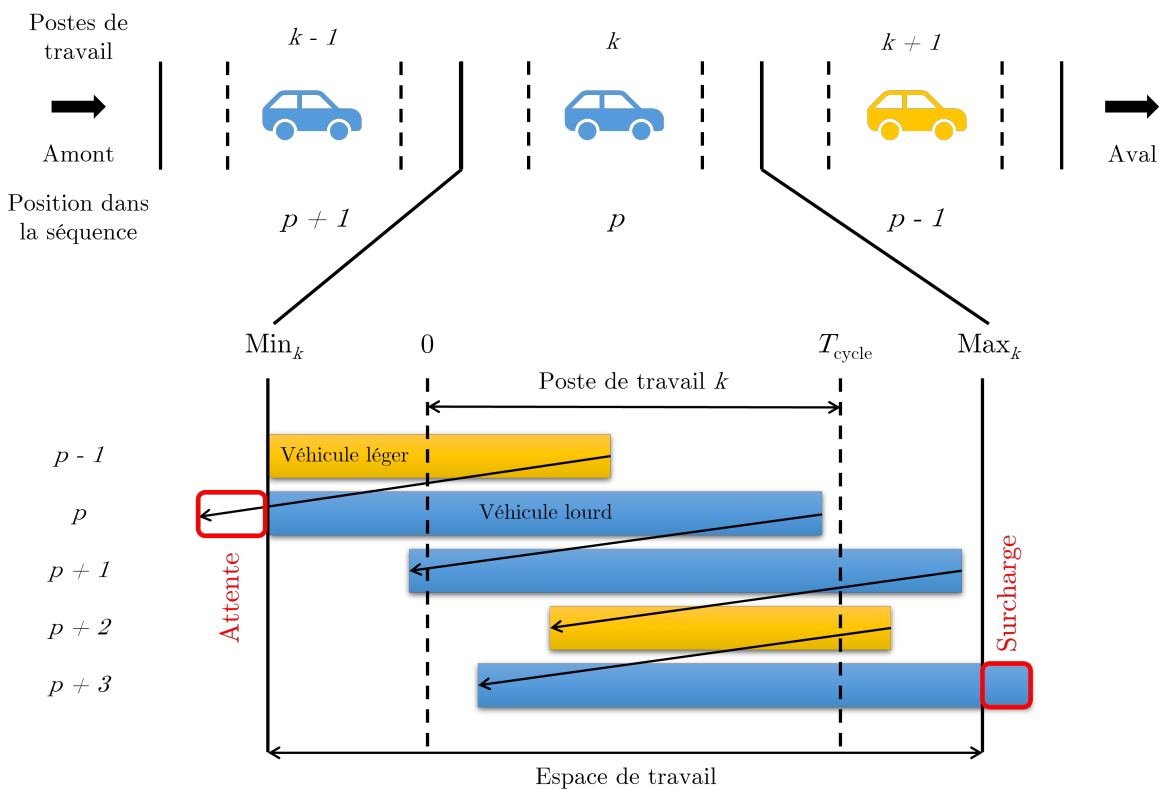 Postes de
travail
k - 1
k
k + 1
Amont
Aval
Position dans
la séquence
p + 1
p
p - 1
Min_k
0
T_cycle
Max_k
Poste de travail k
p - 1
Véhicule léger
p
Véhicule lourd
p + 1
p + 2
p + 3
Attente
Surcharge
Espace de travail